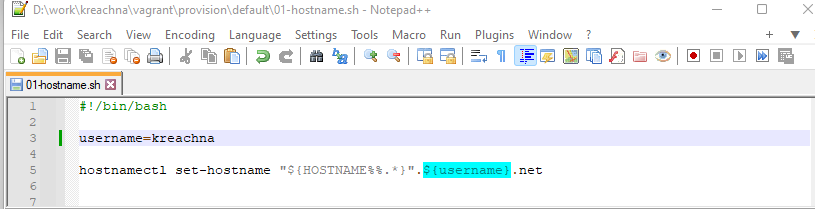 D:\work\kreachna\vagrant\provision\default\01-hostname.sh - Notepad++
File Edit Search View Encoding Language Settings Tools Macro Run Plugins Window ?
01-hostname.sh
1 #!/bin/bash
2
3 username=kreachna
4
5 hostnamectl set-hostname "${HOSTNAME%%.*}".${username}.net
6
7